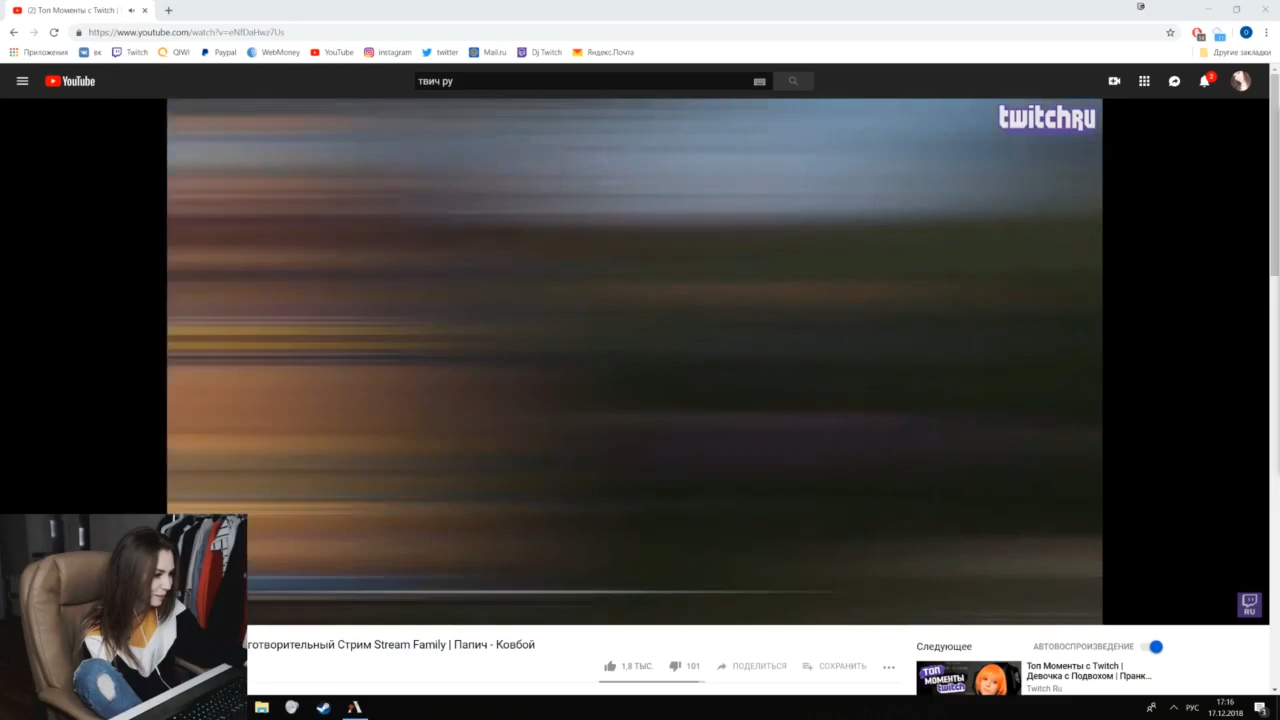 (2) Топ Моменты с Twitch |
https://www.youtube.com/watch?v=eNfDaHwz7Us
Приложения вк Twitch QIWI Paypal WebMoney YouTube instagram twitter Mail.ru Dj Twitch Яндекс.Почта Другие закладки
YouTube твич ру 2
twitchRU
RU
готворительный Стрим Stream Family | Папич - Ковбой
1,8 ТЫС. 101 ПОДЕЛИТЬСЯ СОХРАНИТЬ
Следующее АВТОВОСПРОИЗВЕДЕНИЕ
ТОП МОМЕНТЫ twitch
Топ Моменты с Twitch |
Девочка с Подвохом | Пранк...
Twitch Ru
РУС 17:16
17.12.2018 3